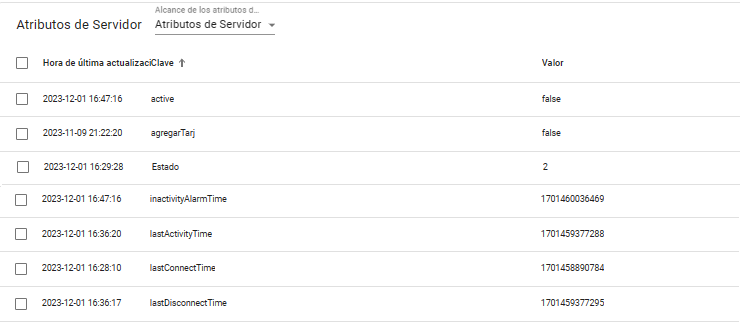 Alcance de los atributos d...
Atributos de Servidor Atributos de Servidor
Hora de última actualizaciClave ↑ Valor
2023-12-01 16:47:16 active false
2023-11-09 21:22:20 agregarTarj false
2023-12-01 16:29:28 Estado 2
2023-12-01 16:47:16 inactivityAlarmTime 1701460036469
2023-12-01 16:36:20 lastActivityTime 1701459377288
2023-12-01 16:28:10 lastConnectTime 1701458890784
2023-12-01 16:36:17 lastDisconnectTime 1701459377295